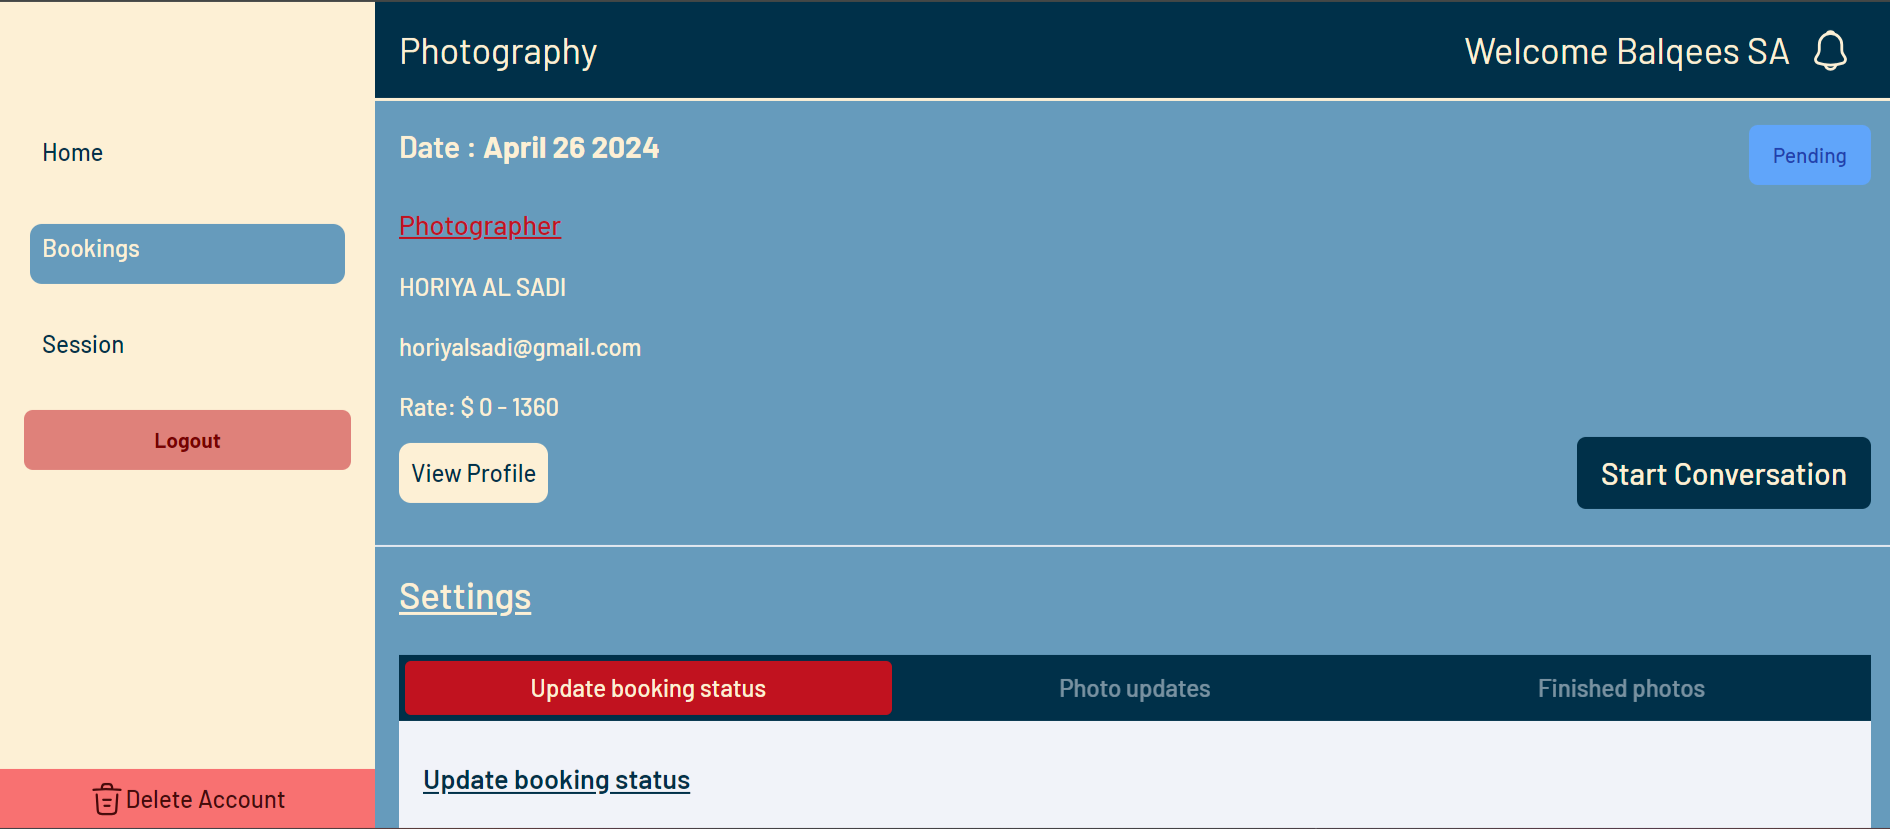 Photography
Welcome Balqees SA
Home
Bookings
Session
Logout
Delete Account
Date : April 26 2024
Pending
Photographer
HORIYA AL SADI
horiyalsadi@gmail.com
Rate: $ 0 - 1360
View Profile
Start Conversation
Settings
Update booking status
Photo updates
Finished photos
Update booking status